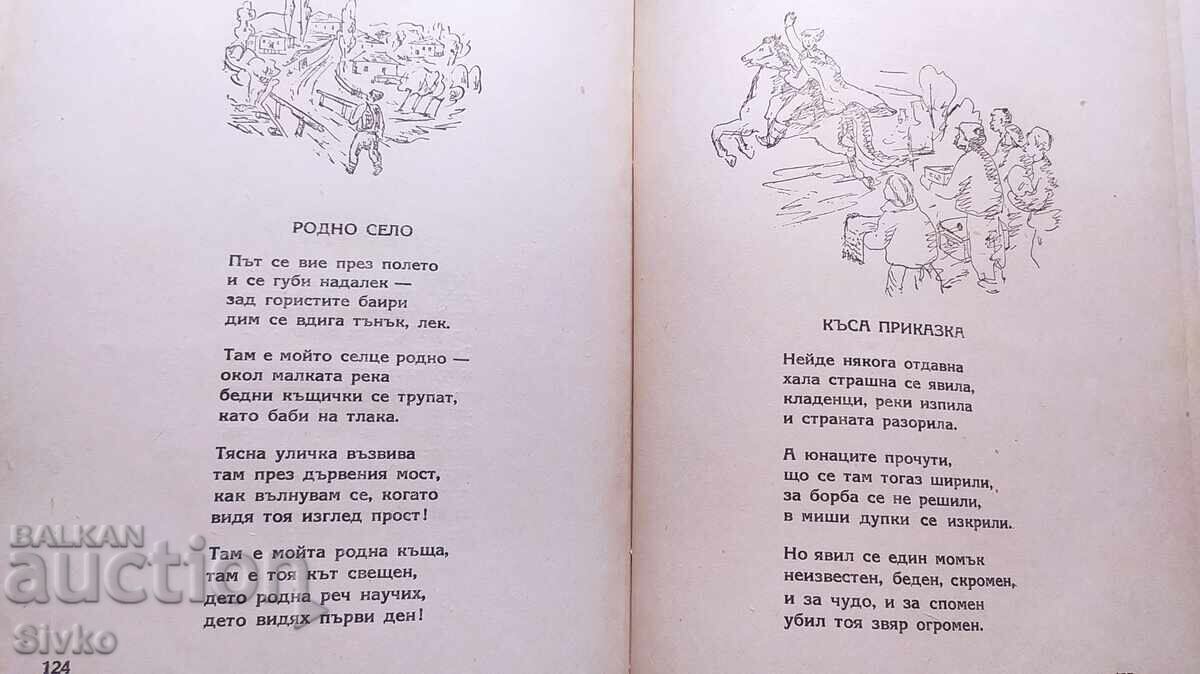 РОДНО СЕЛО
Път се вие през полето
и се губи надалек —
зад гористите баири
дим се вдига тънък, лек.
Там е мойто селце родно —
окол малката река
бедни къщички се трупат,
като баби на тлака.
Тясна уличка възвива
там през дървения мост,
как вълнувам се, когато
видя тоя изглед прост!
Там е мойта родна къща,
там е тоя кът свещен,
дето родна реч научих,
дето видях първи ден!
124
КЪСА ПРИКАЗКА
Нейде някога отдавна
хала страшна се явила,
кладенци, реки изпила
и страната разорила.
А юнаците прочути,
що се там тогаз ширили,
за борба се не решили,
в миши дупки се изкрили.
Но явил се един момък
неизвестен, беден, скромен,
и за чудо, и за спомен
убил тоя звяр огромен.
BALKAN
auction
Sivko